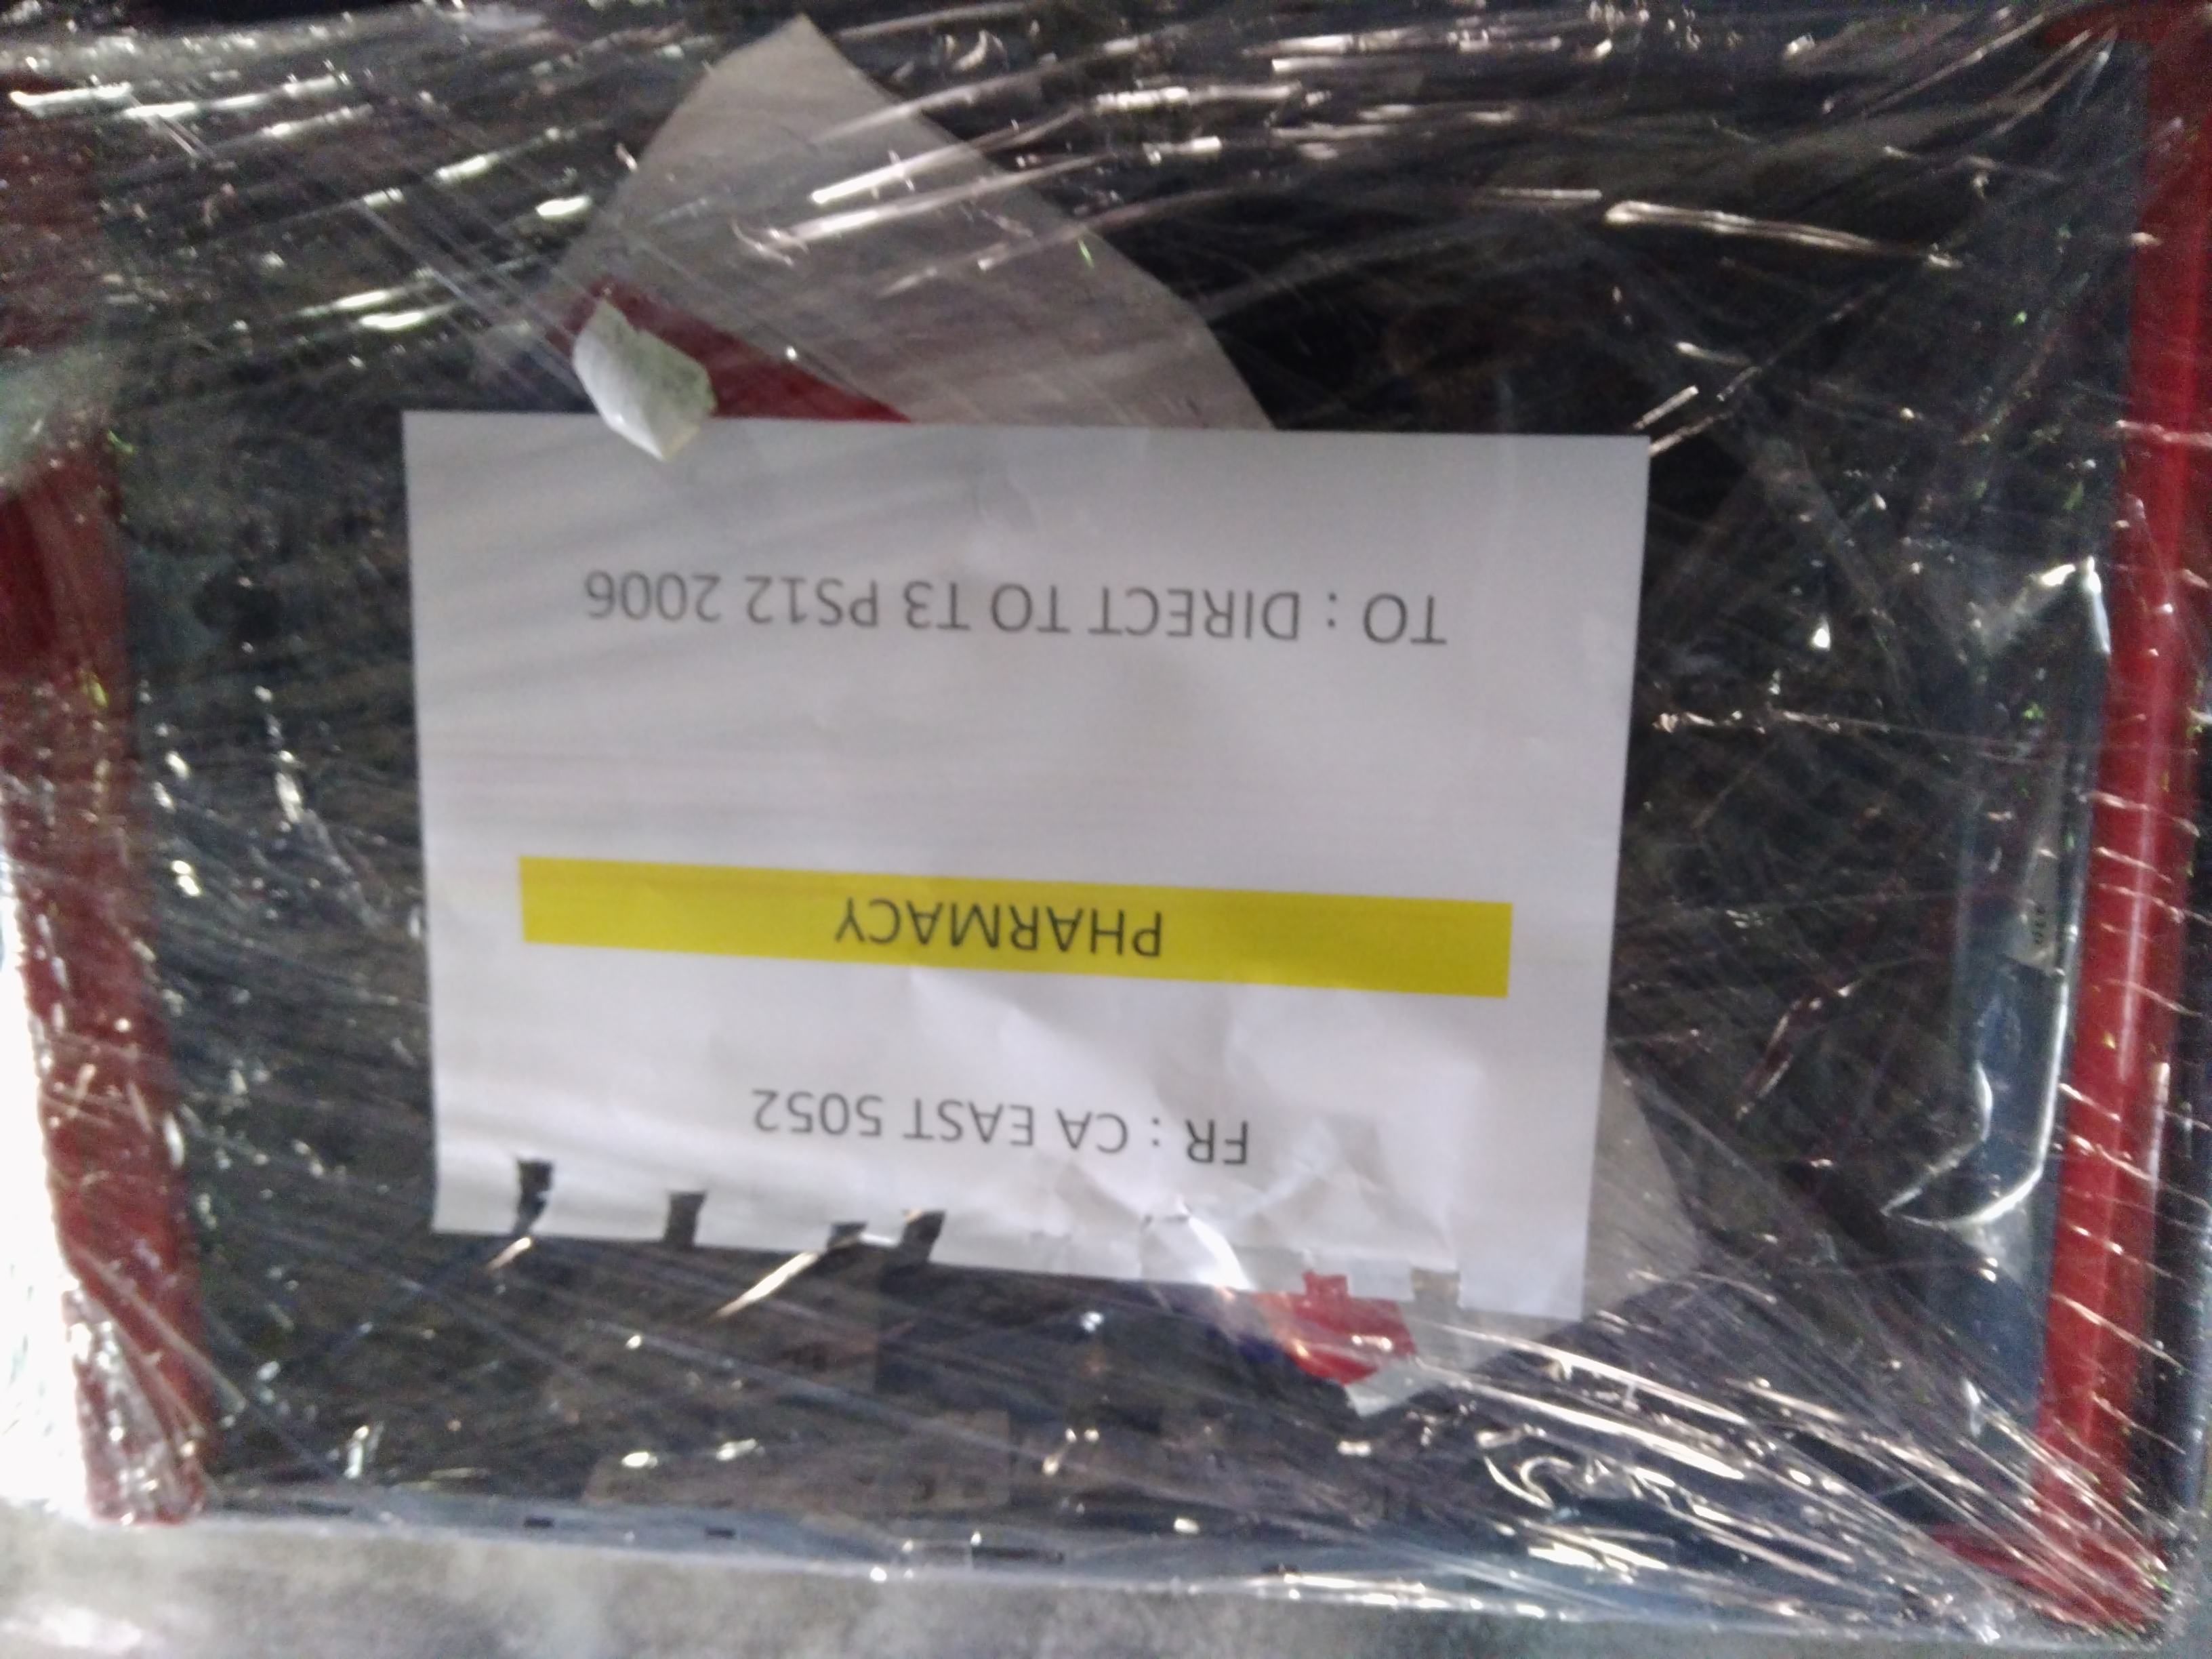 FR : CA EAST 5052
PHARMACY
TO : DIRECT TO T3 PS12 2006